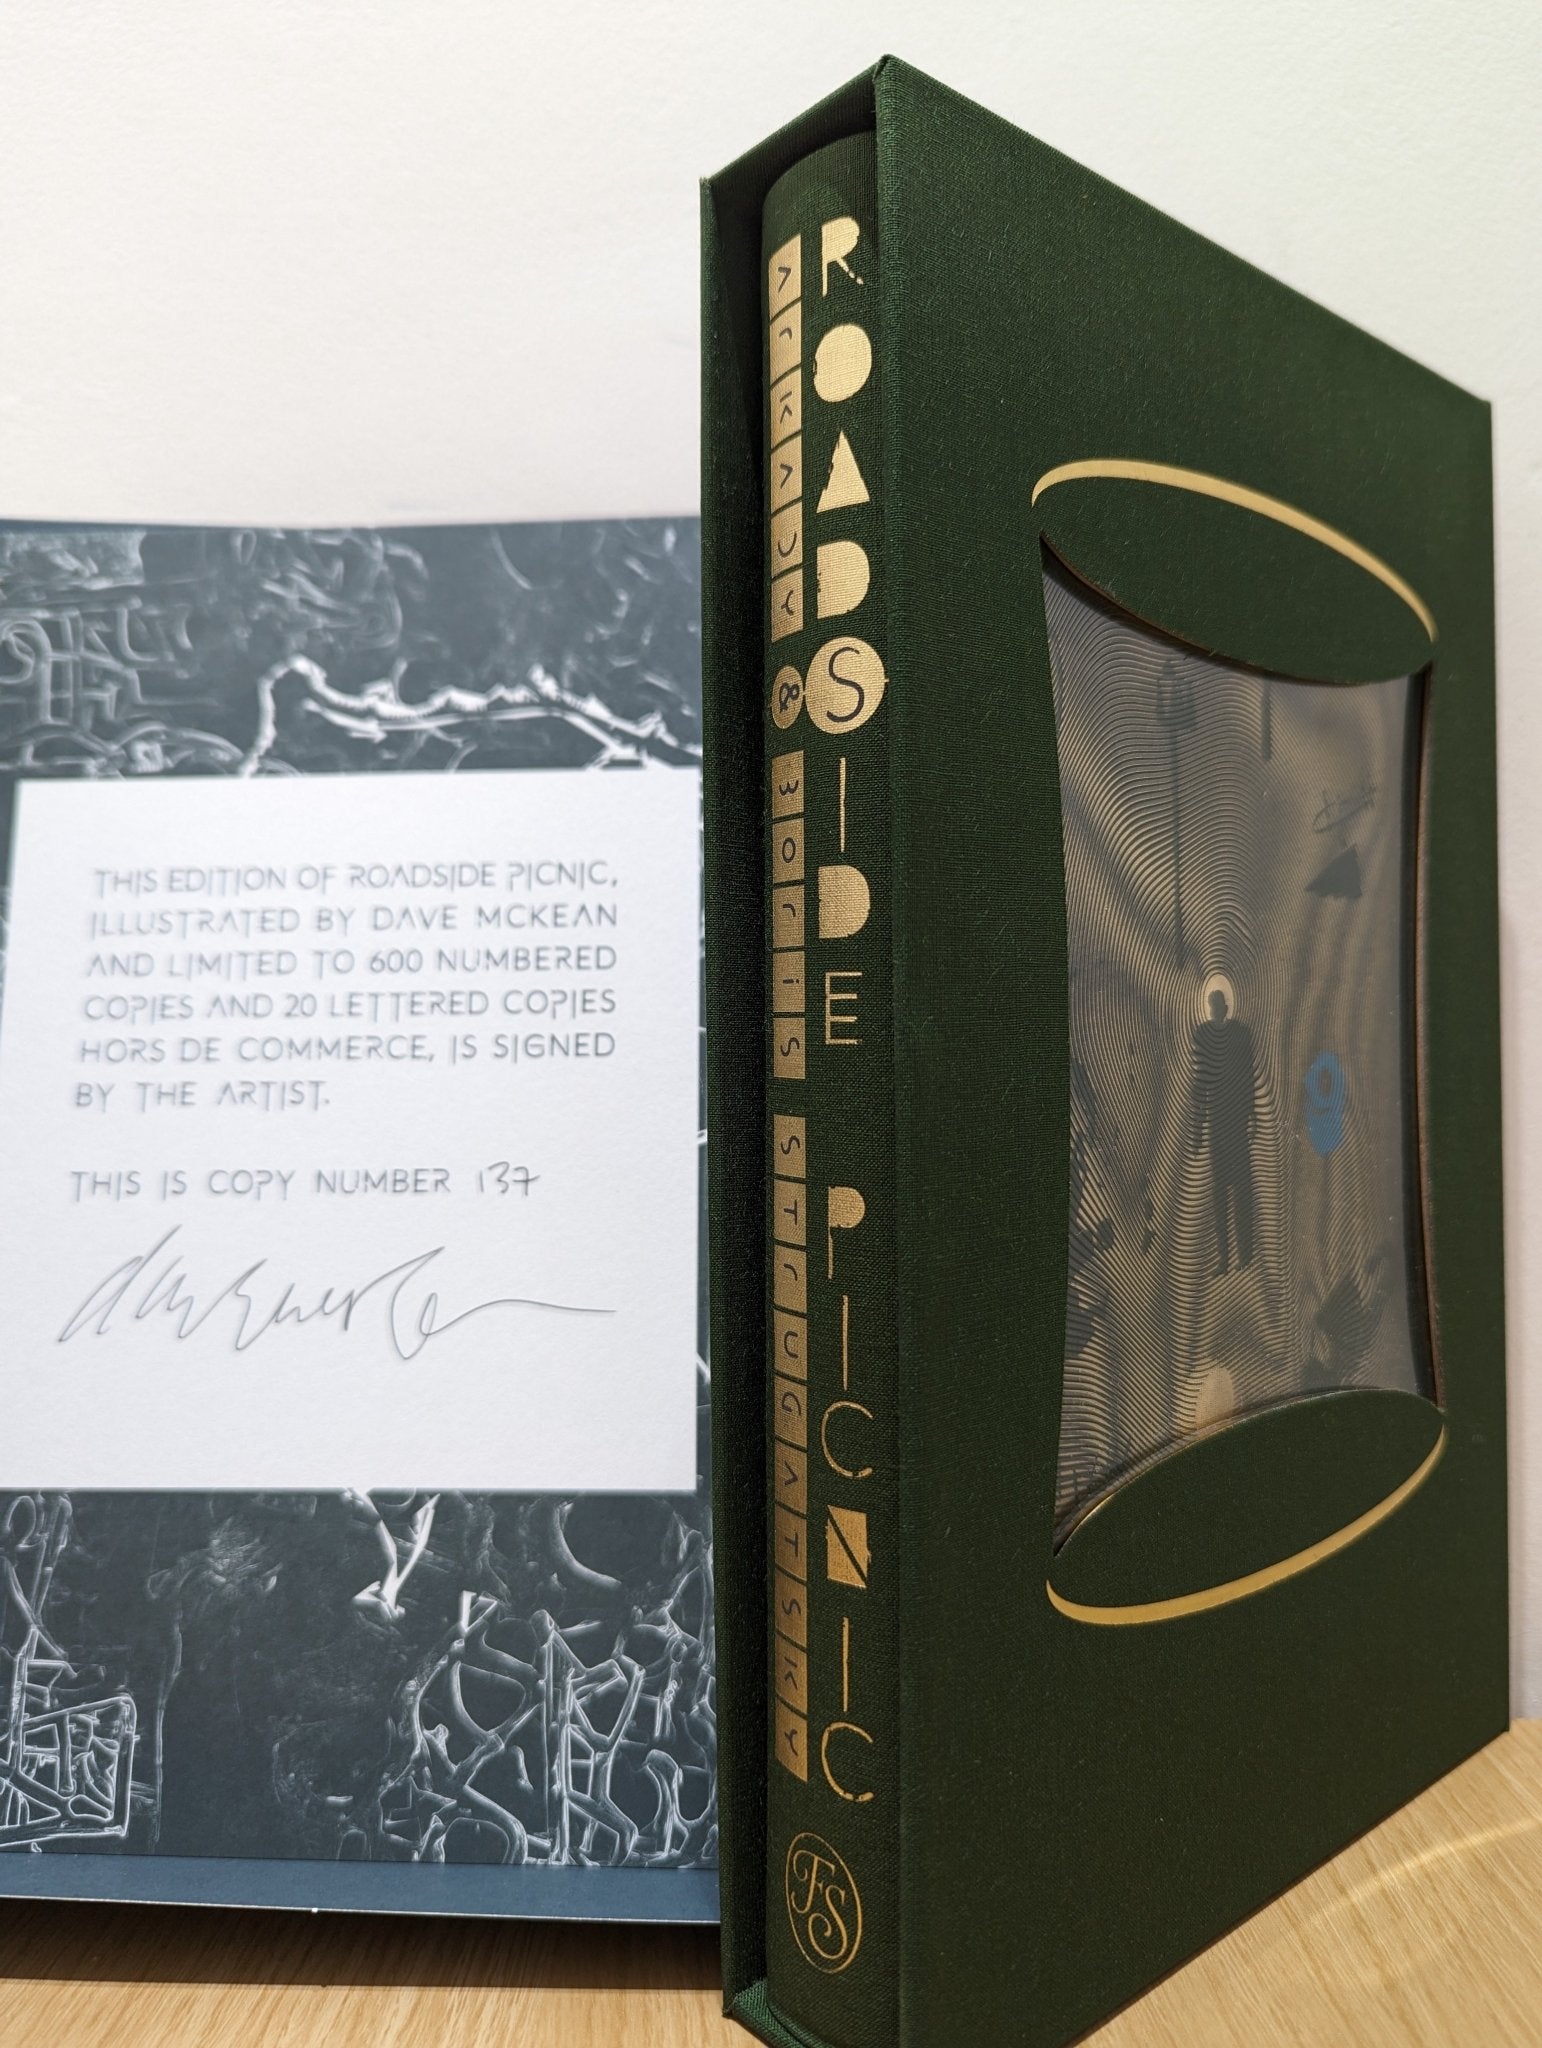 THIS EDITION OF ROADSIDE PICNIC,
ILLUSTRATED BY DAVE MCKEAN
AND LIMITED TO 600 NUMBERED
COPIES AND 20 LETTERED COPIES
HORS DE COMMERCE, IS SIGNED
BY THE ARTIST.
THIS IS COPY NUMBER 137
ROADSIDE PICNIC
ArKADY & BOriS STrUGATSKY
FS